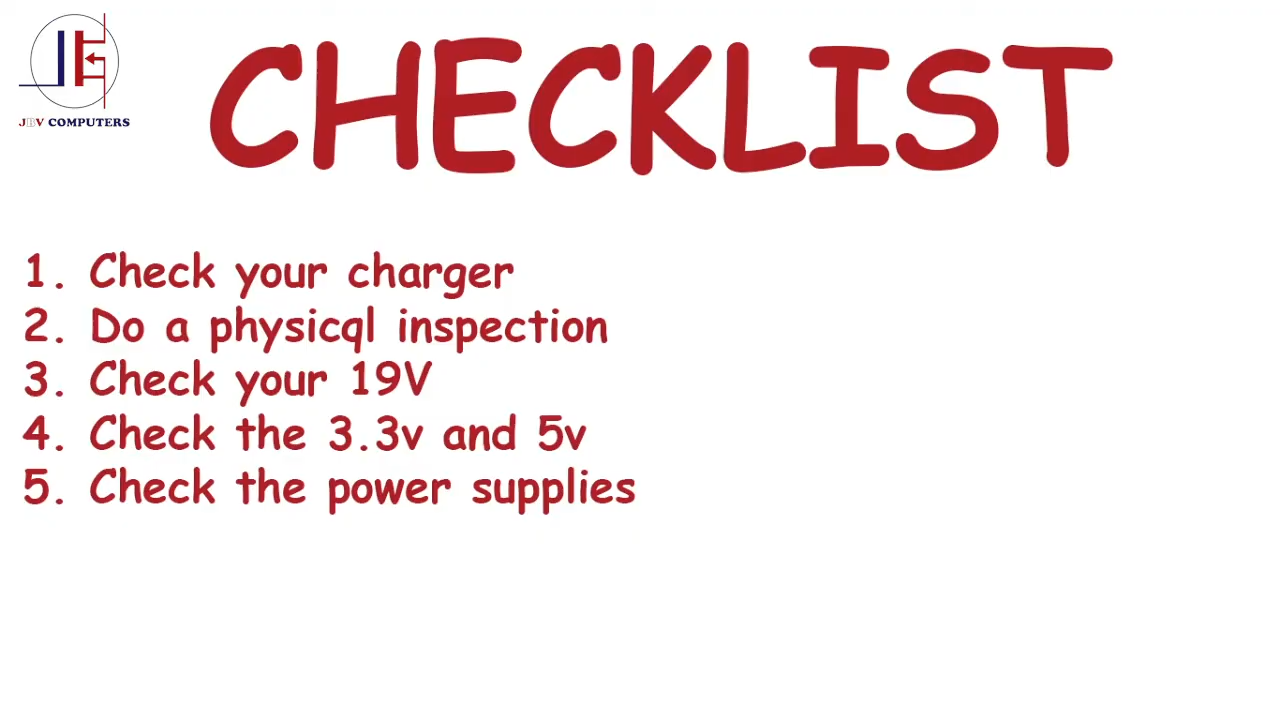 JBV COMPUTERS
CHECKLIST
1. Check your charger
2. Do a physicql inspection
3. Check your 19V
4. Check the 3.3v and 5v
5. Check the power supplies